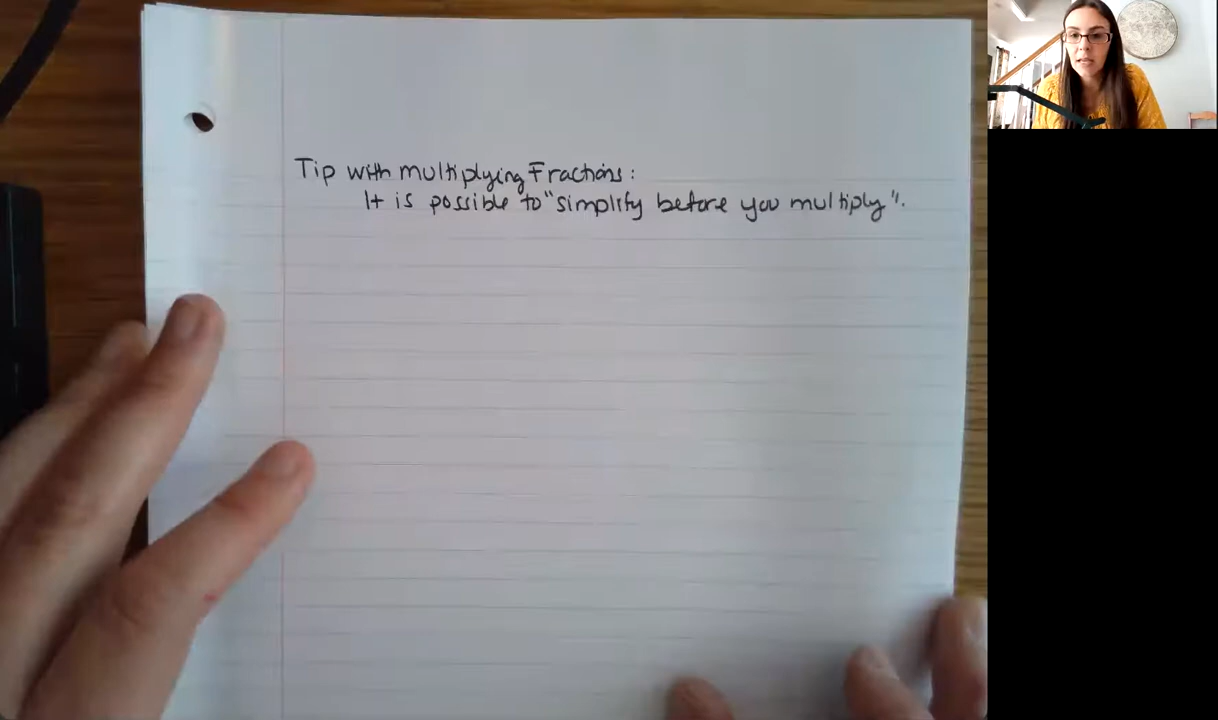 Tip with multiplying Fractions:
It is possible to "simplify before you multiply".